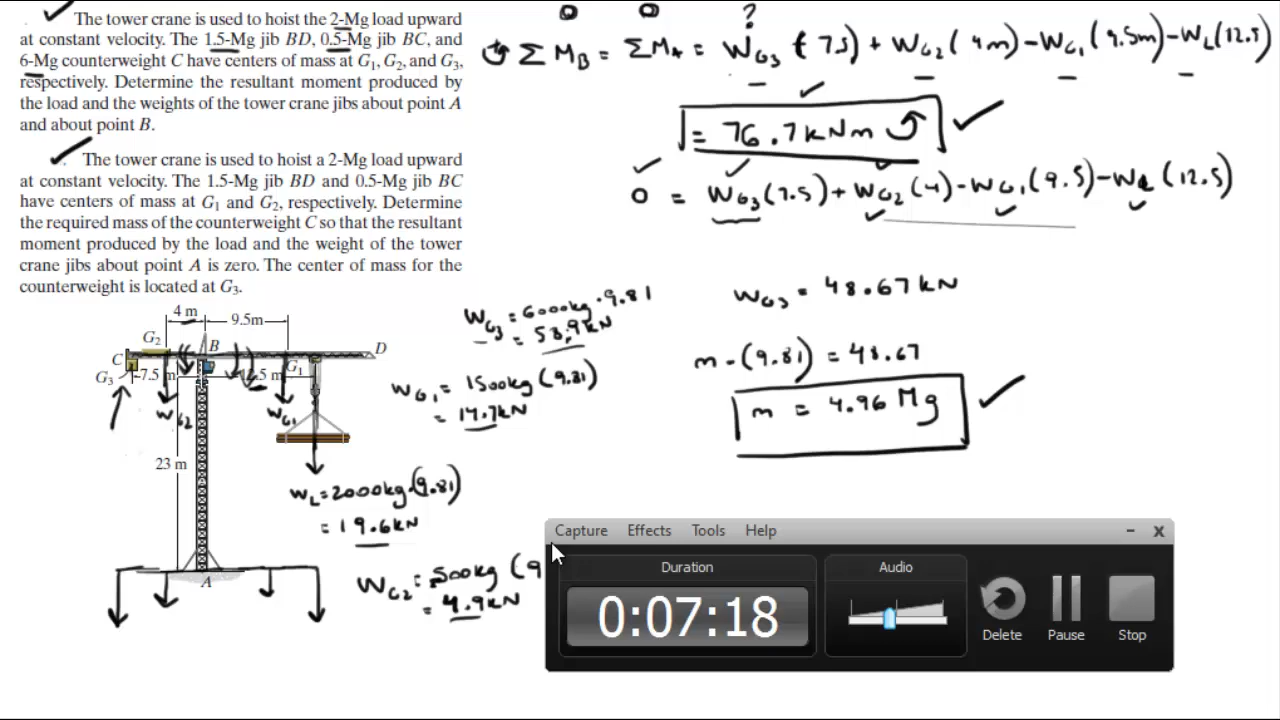 The tower crane is used to hoist the 2-Mg load upward
at constant velocity. The 1.5-Mg jib BD, 0.5-Mg jib BC, and
6-Mg counterweight C have centers of mass at G1, G2, and G3,
respectively. Determine the resultant moment produced by
the load and the weights of the tower crane jibs about point A
and about point B.
The tower crane is used to hoist a 2-Mg load upward
at constant velocity. The 1.5-Mg jib BD and 0.5-Mg jib BC
have centers of mass at G1 and G2, respectively. Determine
the required mass of the counterweight C so that the resultant
moment produced by the load and the weight of the tower
crane jibs about point A is zero. The center of mass for the
counterweight is located at G3.
0 0 ?
Σ MB = Σ MA = WG3 (7.5) + WG2 (4m) - WG1 (9.5m) - WL (12.5)
= 76.7 kNm
0 = WG3 (7.5) + WG2 (4) - WG1 (9.5) - WL (12.5)
WG3 = 48.67 kN
m · (9.81) = 48.67
m = 4.96 Mg
WG3 = 6000kg · 9.81
= 58.9kN
WG1 = 1500kg (9.81)
= 14.7kN
WL = 2000kg · (9.81)
= 19.6kN
WG2 = 500kg (9
= 4.9kN
4 m
9.5m
G2
B
D
C
G3
7.5 m
12.5 m
G1
WG2
WG1
23 m
A
Capture Effects Tools Help
Duration
0:07:18
Audio
Delete
Pause
Stop